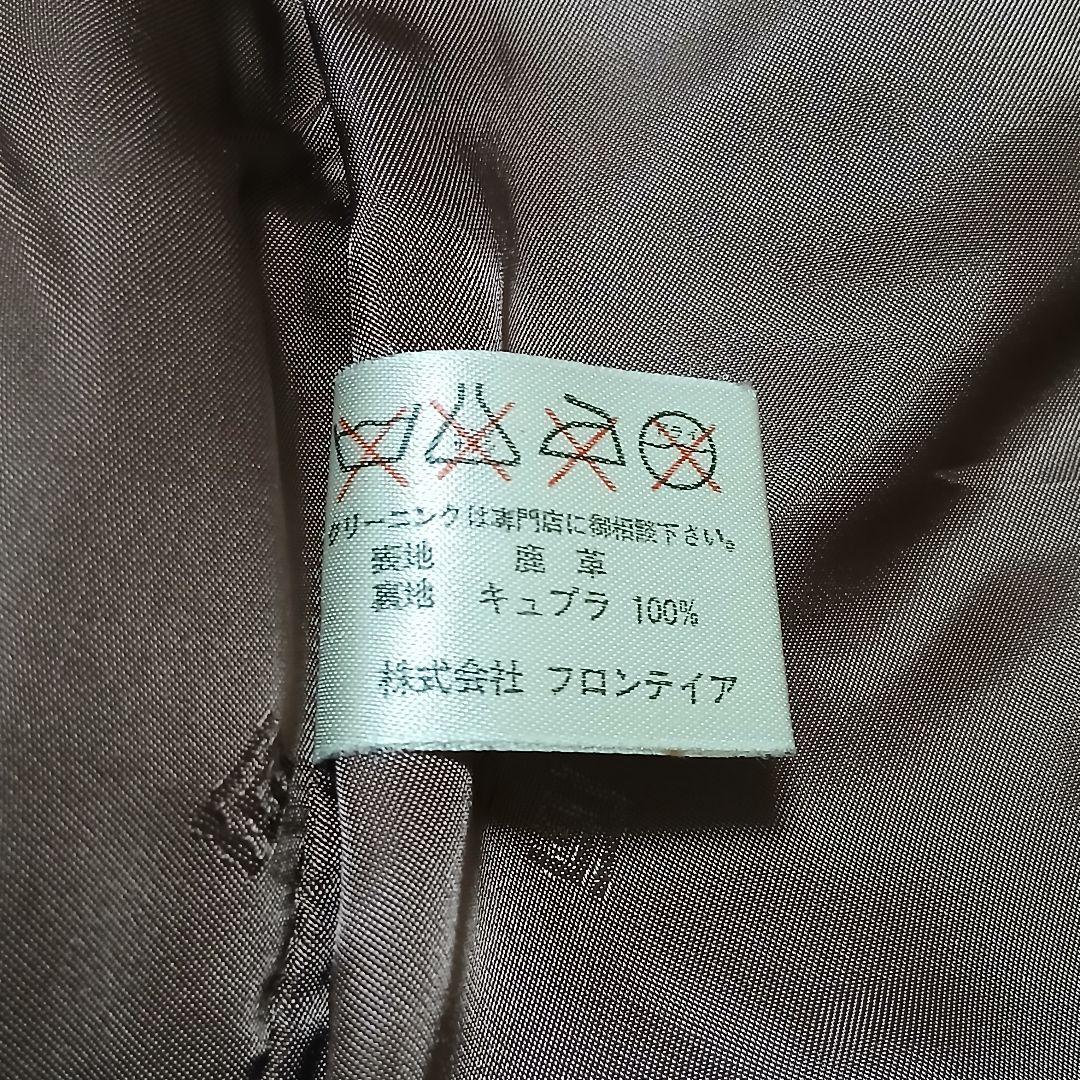 クリーニングは専門店に御相談下さい。
表地 鹿革
裏地 キュプラ 100%
株式会社 フロンテイア